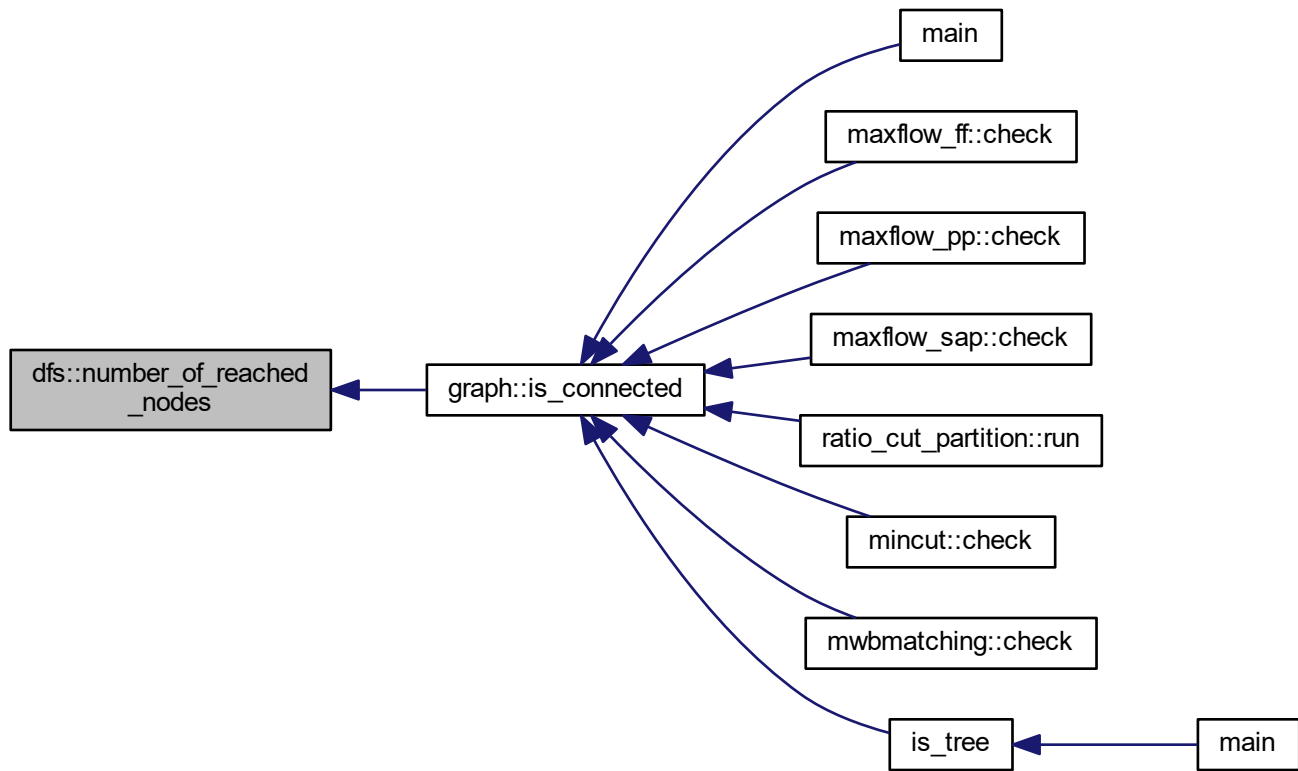 main
maxflow_ff::check
maxflow_pp::check
maxflow_sap::check
dfs::number_of_reached
_nodes
graph::is_connected
ratio_cut_partition::run
mincut::check
mwbmatching::check
is_tree
main